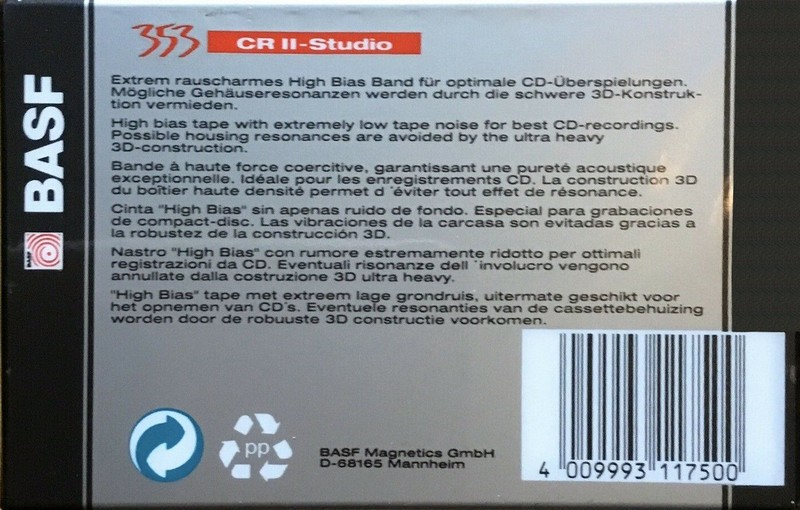 353 CR II-Studio
Extrem rauscharmes High Bias Band für optimale CD-Überspielungen.
Mögliche Gehäuseresonanzen werden durch die schwere 3D-Konstruk-
tion vermieden.
High bias tape with extremely low tape noise for best CD-recordings.
Possible housing resonances are avoided by the ultra heavy
3D-construction.
Bande à haute force coercitive, garantissant une pureté acoustique
exceptionnelle. Idéale pour les enregistrements CD. La construction 3D
du boîtier haute densité permet d´éviter tout effet de résonance.
Cinta "High Bias" sin apenas ruido de fondo. Especial para grabaciones
de compact-disc. Las vibraciones de la carcasa son evitadas gracias a
la robustez de la construcción 3D.
Nastro "High Bias" con rumore estremamente ridotto per ottimali
registrazioni da CD. Eventuali risonanze dell´involucro vengono
annullate dalla costruzione 3D ultra heavy.
"High Bias" tape met extreem lage grondruis, uitermate geschikt voor
het opnemen van CD's. Eventuele resonanties van de cassettebehuizing
worden door de robuuste 3D constructie voorkomen.
BASF
BASF
pp
BASF Magnetics GmbH
D-68165 Mannheim
4 009993 117500